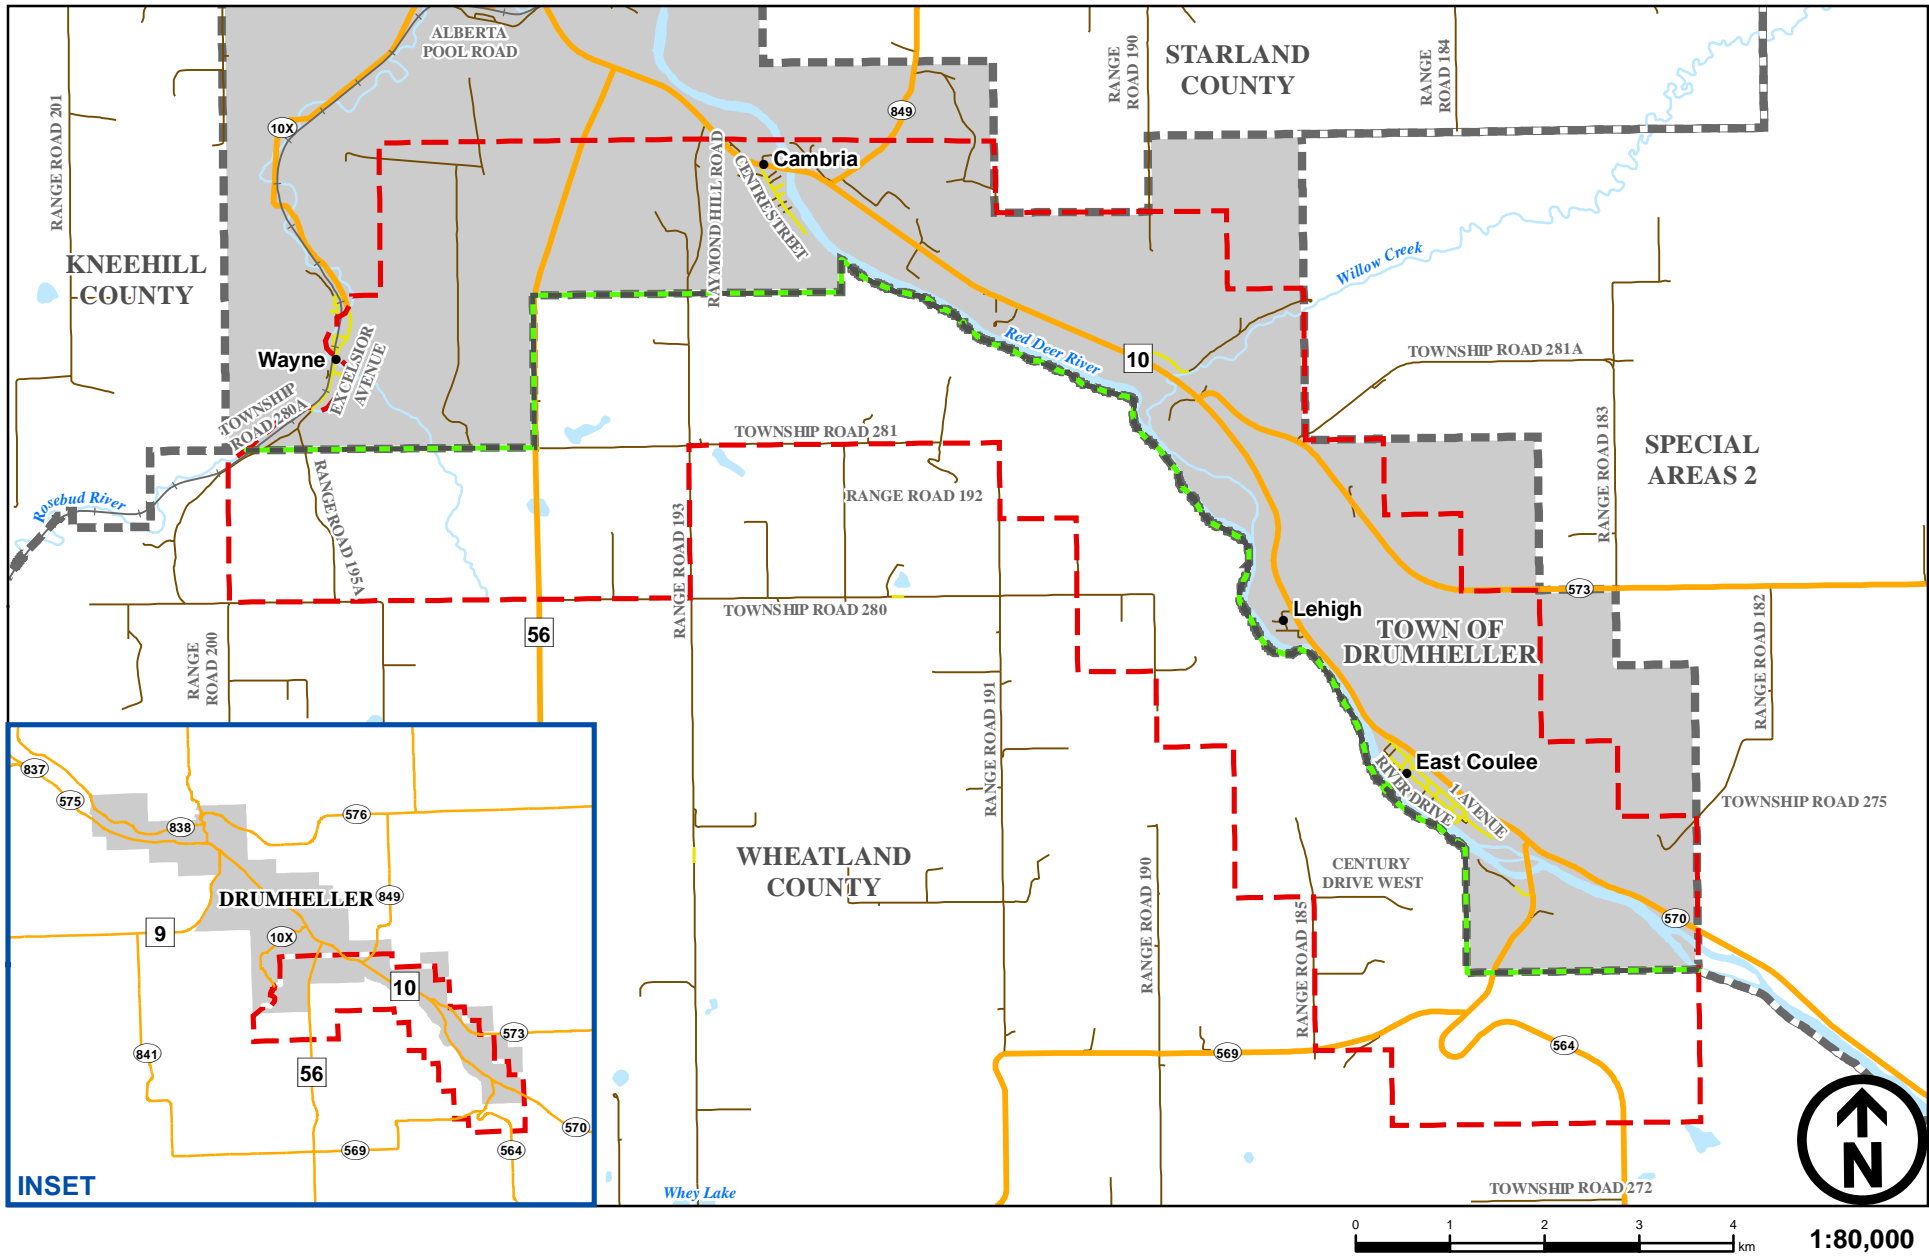 ALBERTA
POOL ROAD
RANGE
ROAD 190
STARLAND
COUNTY
RANGE
ROAD 184
RANGE ROAD 201
10X
849
Cambria
RAYMOND HILL ROAD
CENTRE STREET
KNEEHILL
COUNTY
Willow Creek
Wayne
EXCELSIOR
AVENUE
Red Deer River
10
TOWNSHIP ROAD 281A
TOWNSHIP
ROAD 280A
TOWNSHIP ROAD 281
RANGE ROAD 183
SPECIAL
AREAS 2
Rosebud River
RANGE ROAD 195A
RANGE ROAD 193
RANGE ROAD 192
573
TOWNSHIP ROAD 280
Lehigh
TOWN OF
DRUMHELLER
56
RANGE
ROAD 200
RANGE ROAD 182
RANGE ROAD 191
East Coulee
RIVER DRIVE
1 AVENUE
TOWNSHIP ROAD 275
WHEATLAND
COUNTY
CENTURY
DRIVE WEST
RANGE ROAD 190
RANGE ROAD 185
570
569
564
TOWNSHIP ROAD 272
Whey Lake
837
575
838
576
DRUMHELLER
849
9
10X
10
573
841
56
570
569
564
INSET
N
0 1 2 3 4
km
1:80,000